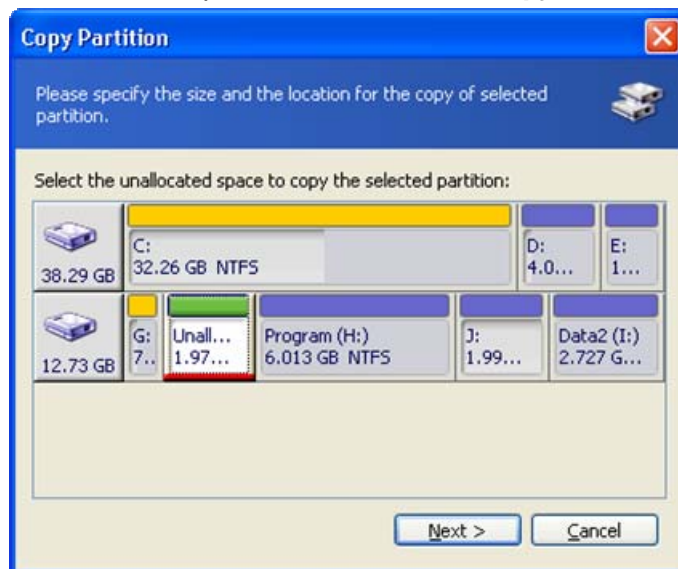 Copy Partition
Please specify the size and the location for the copy of selected
partition.
Select the unallocated space to copy the selected partition:
C:
32.26 GB NTFS
D:
4.0...
E:
1...
38.29 GB
G:
7..
Unall...
1.97...
Program (H:)
6.013 GB NTFS
J:
1.99...
Data2 (I:)
2.727 G...
12.73 GB
Next >
Cancel